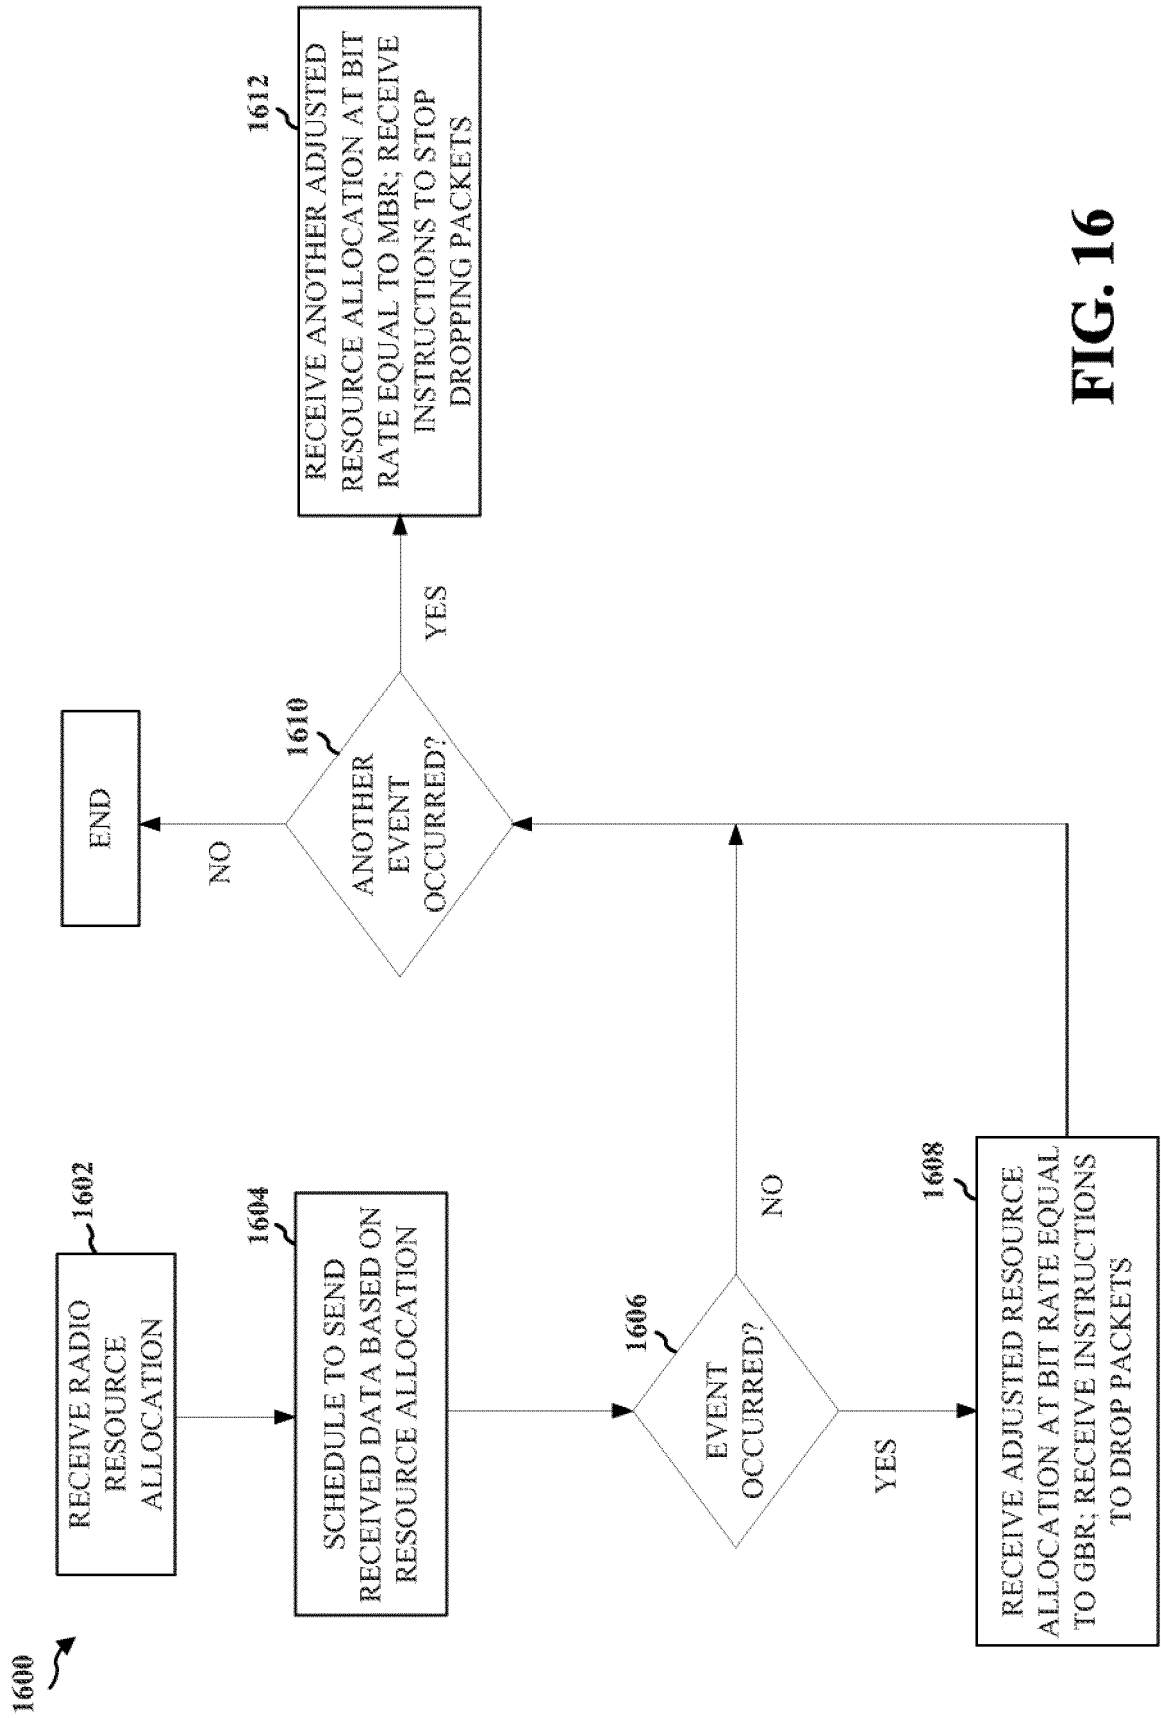 1600
1602
RECEIVE RADIO
RESOURCE
ALLOCATION
1604
SCHEDULE TO SEND
RECEIVED DATA BASED ON
RESOURCE ALLOCATION
1606
EVENT
OCCURRED?
NO
YES
1608
RECEIVE ADJUSTED RESOURCE
ALLOCATION AT BIT RATE EQUAL
TO GBR; RECEIVE INSTRUCTIONS
TO DROP PACKETS
END
NO
1610
ANOTHER
EVENT
OCCURRED?
YES
1612
RECEIVE ANOTHER ADJUSTED
RESOURCE ALLOCATION AT BIT
RATE EQUAL TO MBR; RECEIVE
INSTRUCTIONS TO STOP
DROPPING PACKETS
FIG. 16